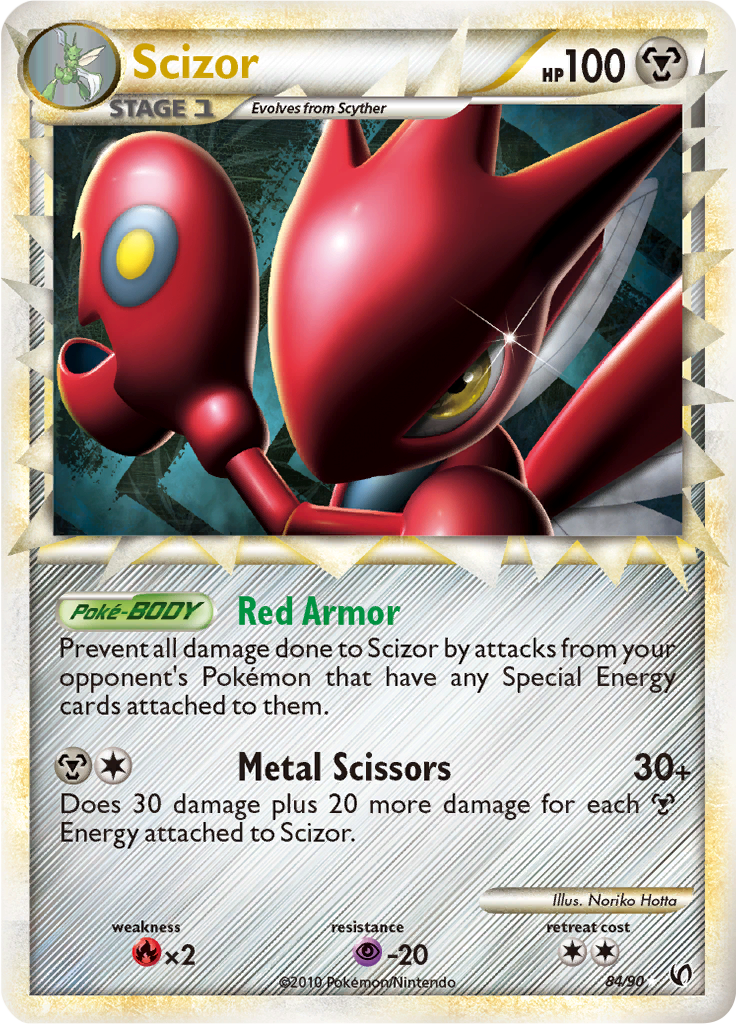 Scizor
HP100
STAGE 1
Evolves from Scyther
Poké-BODY Red Armor
Prevent all damage done to Scizor by attacks from your
opponent's Pokémon that have any Special Energy
cards attached to them.
Metal Scissors 30+
Does 30 damage plus 20 more damage for each
Energy attached to Scizor.
Illus. Noriko Hotta
weakness resistance retreat cost
×2 -20
©2010 Pokémon/Nintendo 84/90